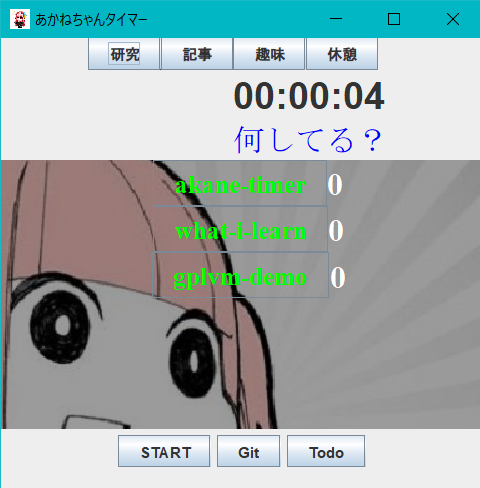 あかねちゃんタイマー
研究 記事 趣味 休憩
00:00:04
何してる？
akane-timer 0
what-i-learn 0
gplvm-demo 0
START Git Todo